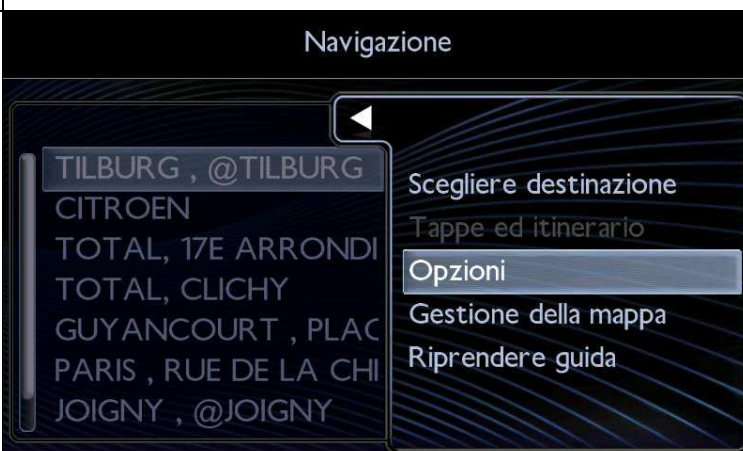 Navigazione
TILBURG , @TILBURG
CITROEN
TOTAL, 17E ARRONDI
TOTAL, CLICHY
GUYANCOURT , PLAC
PARIS , RUE DE LA CHI
JOIGNY , @JOIGNY
Scegliere destinazione
Tappe ed itinerario
Opzioni
Gestione della mappa
Riprendere guida